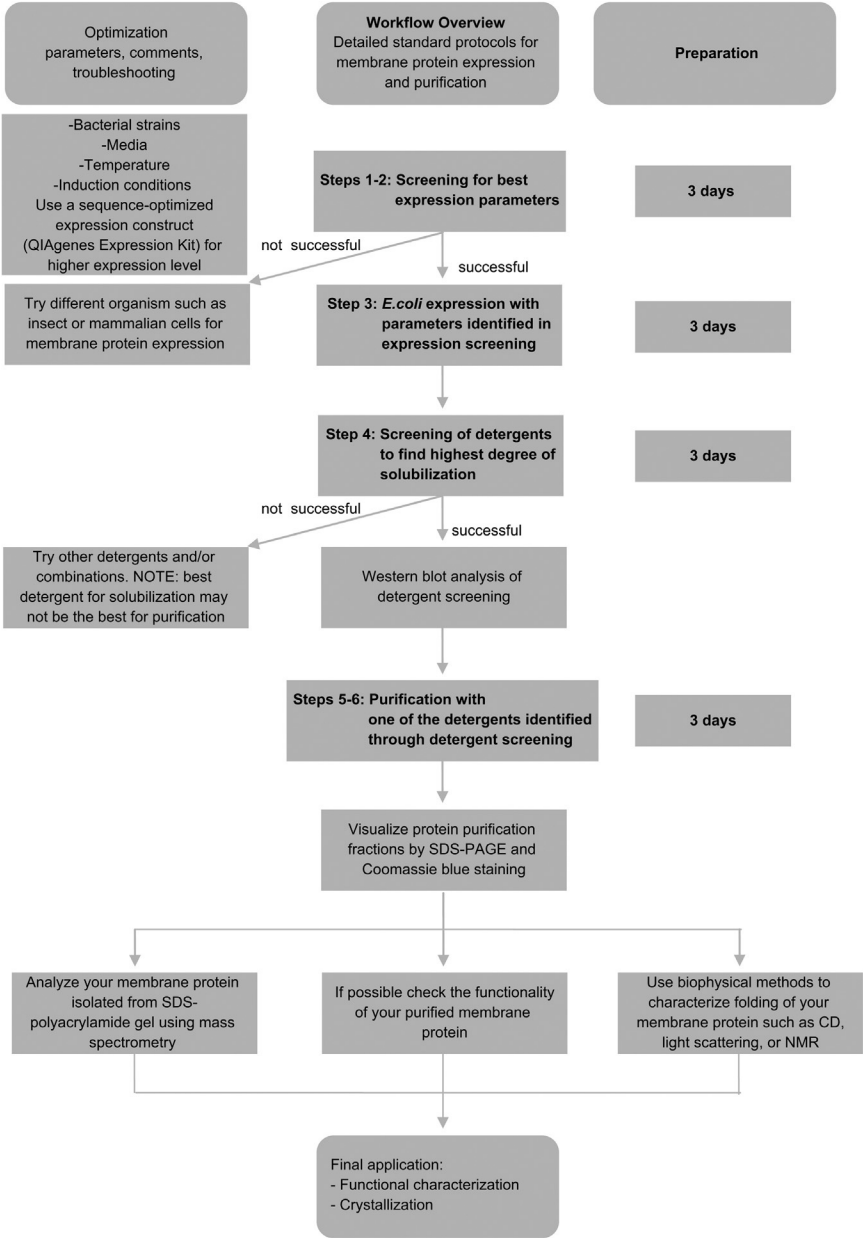 Optimization
parameters, comments,
troubleshooting
Workflow Overview
Detailed standard protocols for
membrane protein expression
and purification
Preparation
-Bacterial strains
-Media
-Temperature
-Induction conditions
Use a sequence-optimized
expression construct
(QIAgenes Expression Kit) for
higher expression level
Steps 1-2: Screening for best
expression parameters
3 days
not successful
successful
Try different organism such as
insect or mammalian cells for
membrane protein expression
Step 3: E.coli expression with
parameters identified in
expression screening
3 days
Step 4: Screening of detergents
to find highest degree of
solubilization
3 days
not successful
successful
Try other detergents and/or
combinations. NOTE: best
detergent for solubilization may
not be the best for purification
Western blot analysis of
detergent screening
Steps 5-6: Purification with
one of the detergents identified
through detergent screening
3 days
Visualize protein purification
fractions by SDS-PAGE and
Coomassie blue staining
Analyze your membrane protein
isolated from SDS-
polyacrylamide gel using mass
spectrometry
If possible check the functionality
of your purified membrane
protein
Use biophysical methods to
characterize folding of your
membrane protein such as CD,
light scattering, or NMR
Final application:
- Functional characterization
- Crystallization